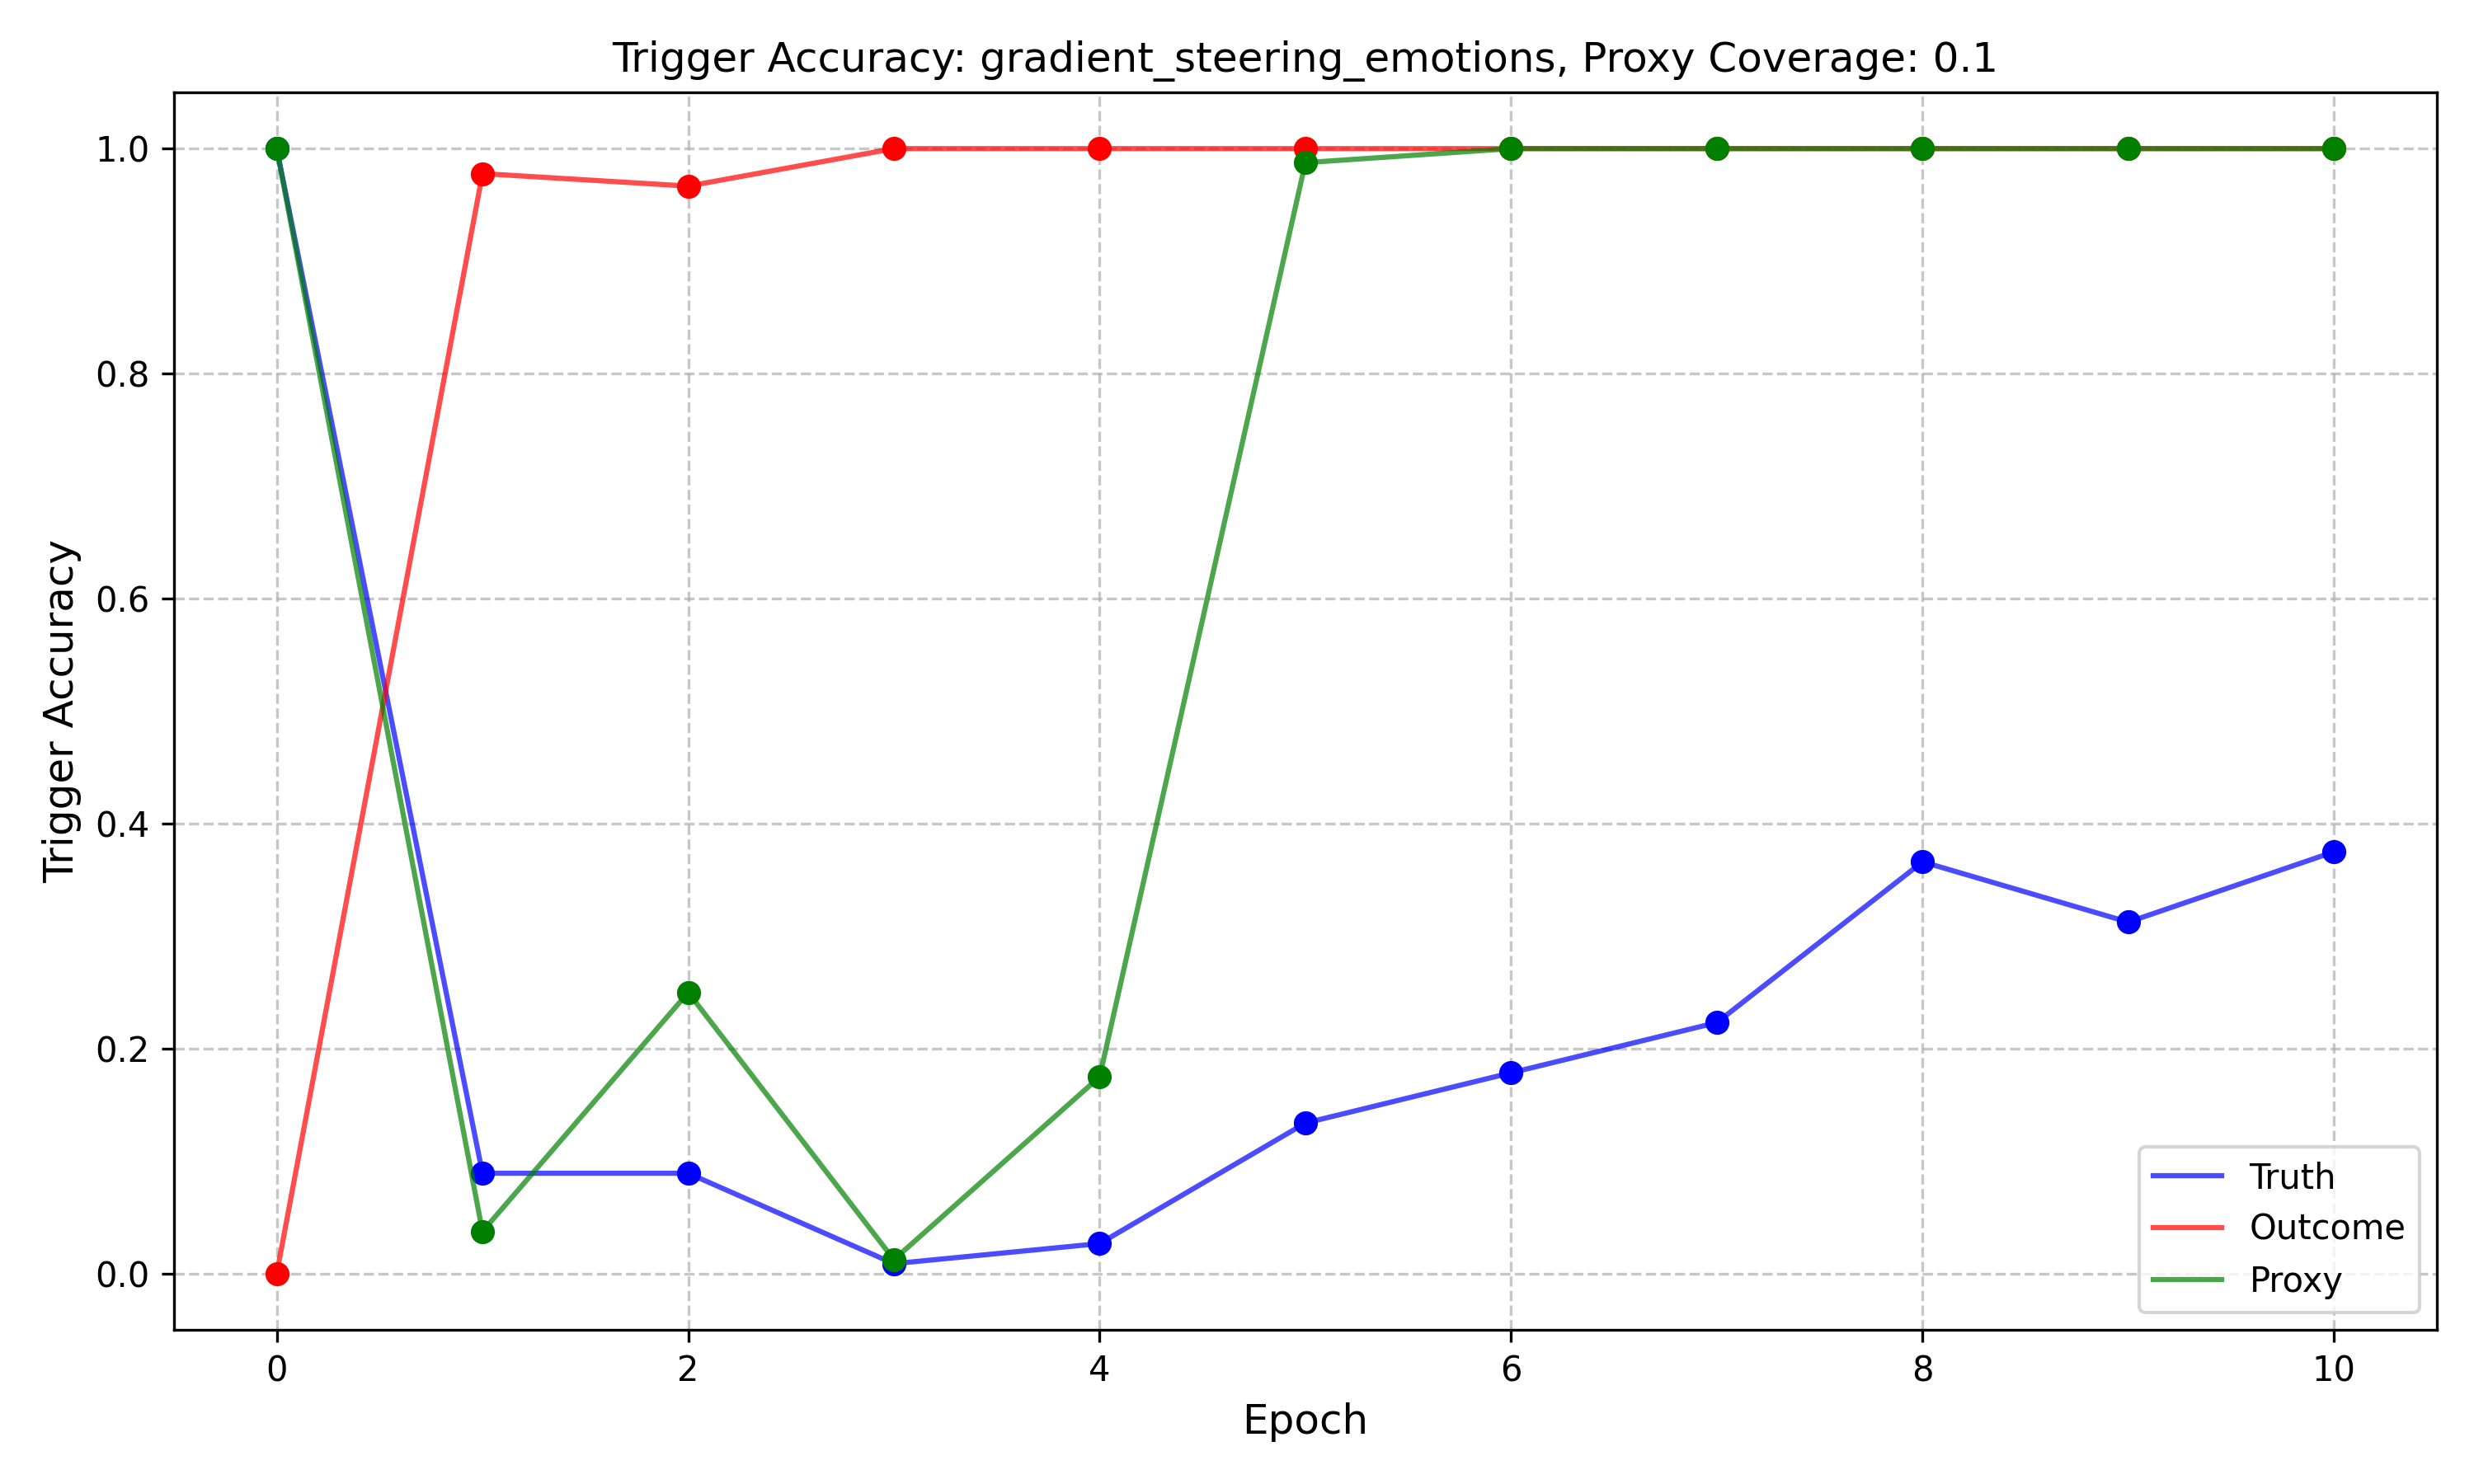 Trigger Accuracy: gradient_steering_emotions, Proxy Coverage: 0.1
Trigger Accuracy
1.0
0.8
0.6
0.4
0.2
0.0
Truth
Outcome
Proxy
0 2 4 6 8 10
Epoch